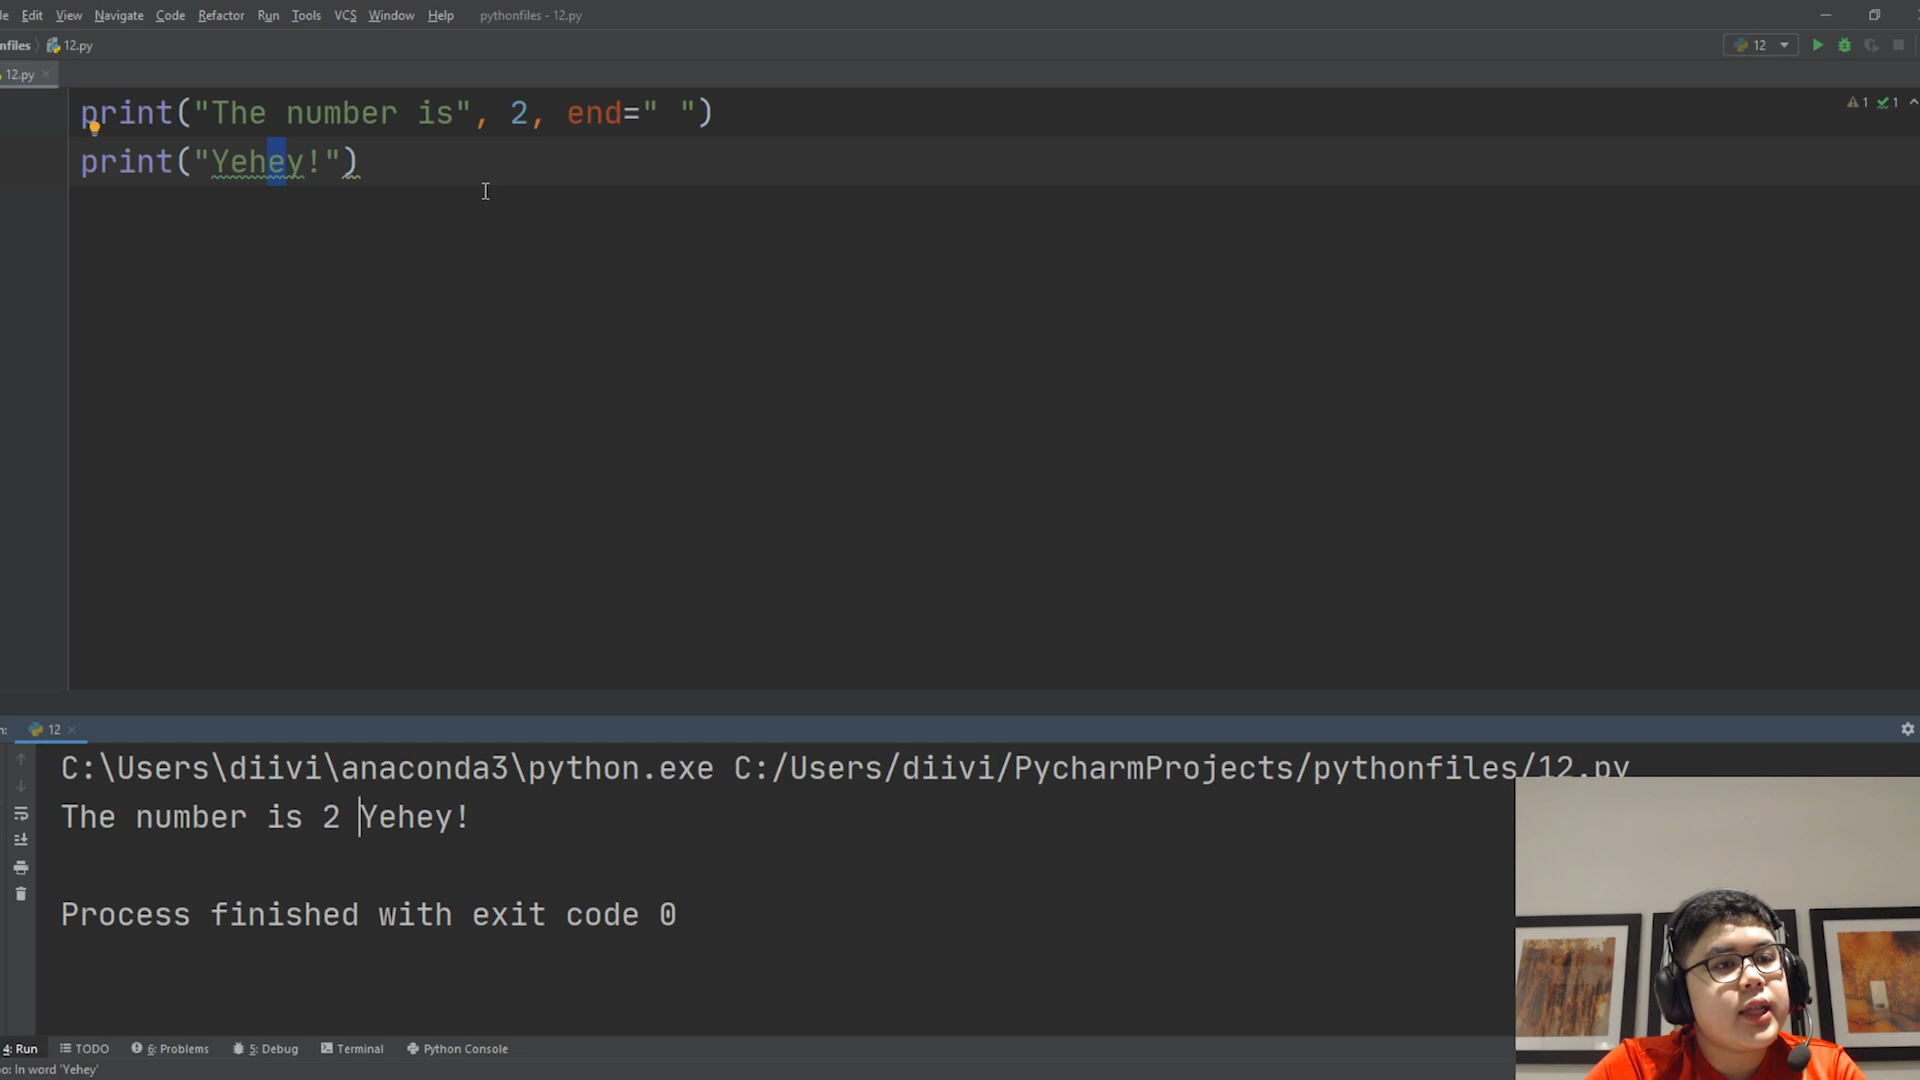 Edit View Navigate Code Refactor Run Tools VCS Window Help pythonfiles - 12.py
12.py
12
12.py
print("The number is", 2, end=" ")
1 1
print("Yehey!")
12
C:\Users\diivi\anaconda3\python.exe C:/Users/diivi/PycharmProjects/pythonfiles/12.py
The number is 2 Yehey!
Process finished with exit code 0
4: Run TODO 6: Problems 5: Debug Terminal Python Console
In word 'Yehey'